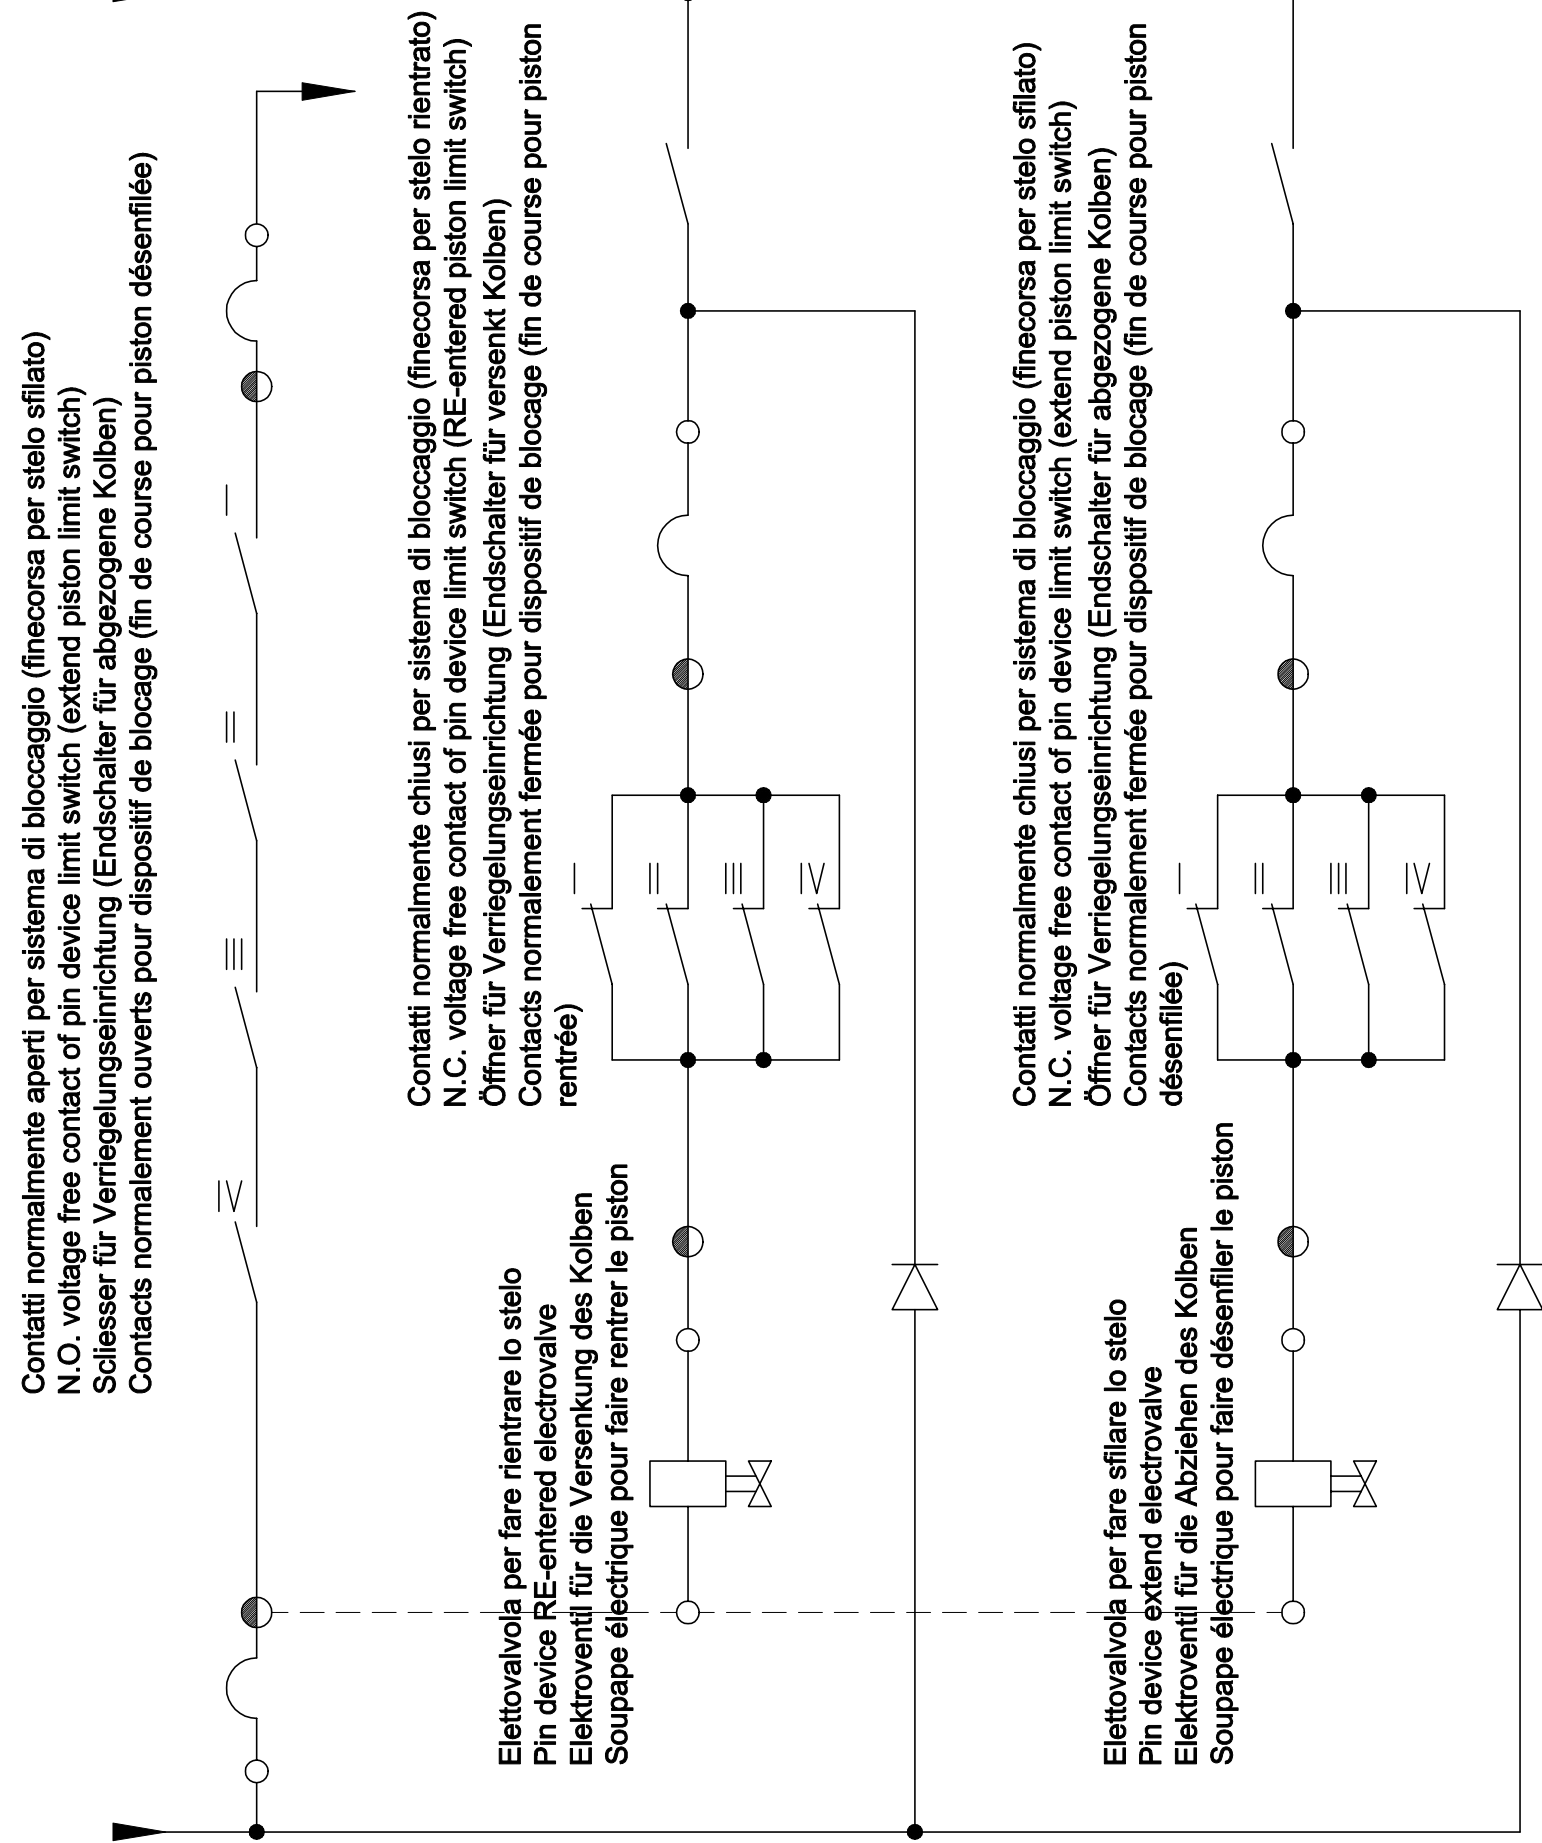 Contatti normalmente aperti per sistema di bloccaggio (finecorsa per stelo sfilato)
N.O. voltage free contact of pin device limit switch (extend piston limit switch)
Scliesser für Verriegelungseinrichtung (Endschalter für abgezogene Kolben)
Contacts normalement ouverts pour dispositif de blocage (fin de course pour piston désenfilée)
IV
III
II
I
Contatti normalmente chiusi per sistema di bloccaggio (finecorsa per stelo rientrato)
N.C. voltage free contact of pin device limit switch (RE-entered piston limit switch)
Öffner für Verriegelungseinrichtung (Endschalter für versenkt Kolben)
Contacts normalement fermée pour dispositif de blocage (fin de course pour piston
rentrée)
I
II
III
IV
Elettovalvola per fare rientrare lo stelo
Pin device RE-entered electrovalve
Elektroventil für die Versenkung des Kolben
Soupape électrique pour faire rentrer le piston
Contatti normalmente chiusi per sistema di bloccaggio (finecorsa per stelo sfilato)
N.C. voltage free contact of pin device limit switch (extend piston limit switch)
Öffner für Verriegelungseinrichtung (Endschalter für abgezogene Kolben)
Contacts normalement fermée pour dispositif de blocage (fin de course pour piston
désenfilée)
I
II
III
IV
Elettovalvola per fare sfilare lo stelo
Pin device extend electrovalve
Elektroventil für die Abziehen des Kolben
Soupape électrique pour faire désenfiler le piston